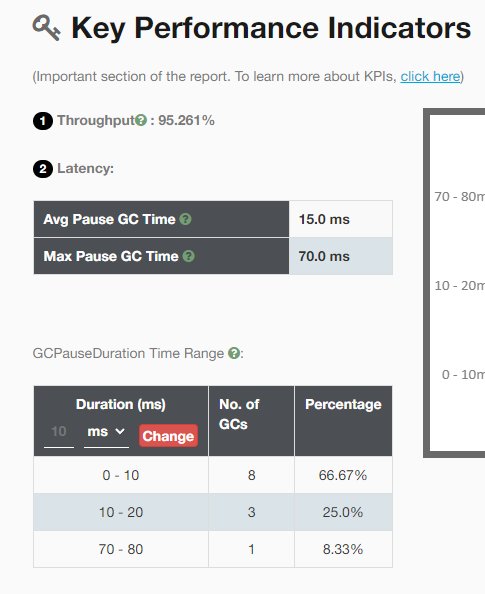 Key Performance Indicators
(Important section of the report. To learn more about KPIs, click here)
1 Throughput : 95.261%
2 Latency:
Avg Pause GC Time 15.0 ms
Max Pause GC Time 70.0 ms
GCPauseDuration Time Range :
Duration (ms) No. of GCs Percentage
10 ms Change
0 - 10 8 66.67%
10 - 20 3 25.0%
70 - 80 1 8.33%
70 - 80m
10 - 20m
0 - 10m